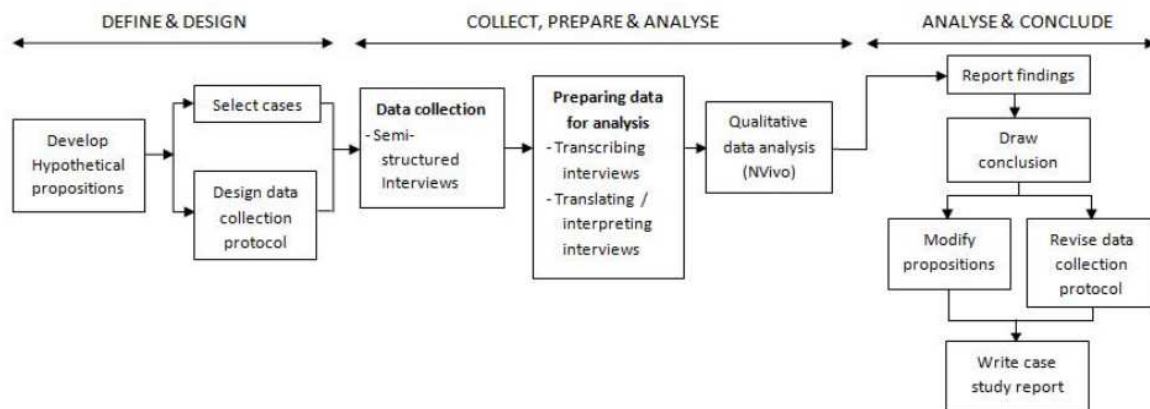 DEFINE & DESIGN
COLLECT, PREPARE & ANALYSE
ANALYSE & CONCLUDE
Develop
Hypothetical
propositions
Select cases
Design data
collection
protocol
Data collection
- Semi-
structured
Interviews
Preparing data
for analysis
- Transcribing
interviews
- Translating /
interpreting
interviews
Qualitative
data analysis
(NVivo)
Report findings
Draw
conclusion
Modify
propositions
Revise data
collection
protocol
Write case
study report